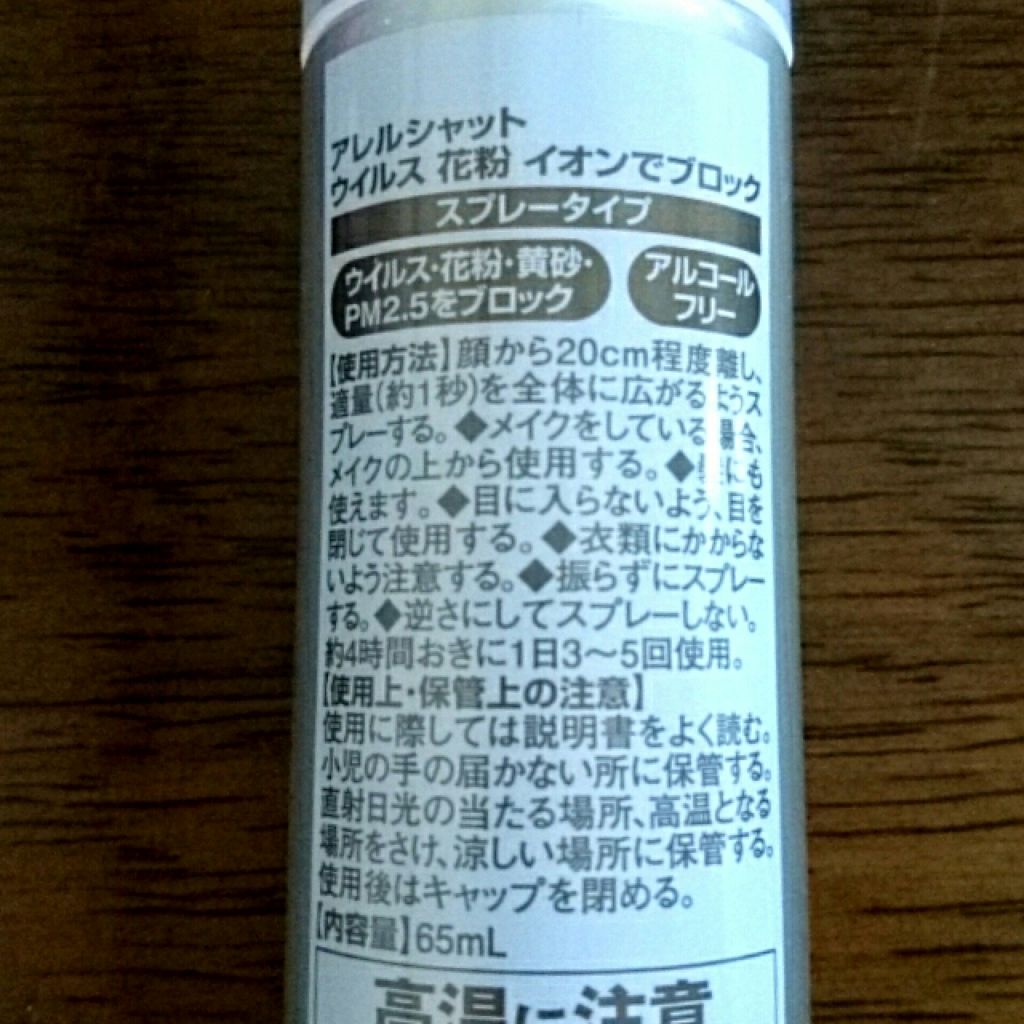 アレルシャット
ウイルス 花粉 イオンでブロック
スプレータイプ
ウイルス・花粉・黄砂・
PM2.5をブロック
アルコール
フリー
【使用方法】顔から20cm程度離し、
適量(約1秒)を全体に広がるようス
プレーする。◆メイクをしている場合、
メイクの上から使用する。◆髪にも
使えます。◆目に入らないよう、目を
閉じて使用する。◆衣類にかからな
いよう注意する。◆振らずにスプレー
する。◆逆さにしてスプレーしない。
約4時間おきに1日3〜5回使用。
【使用上・保管上の注意】
使用に際しては説明書をよく読む。
小児の手の届かない所に保管する。
直射日光の当たる場所、高温となる
場所をさけ、涼しい場所に保管する。
使用後はキャップを閉める。
【内容量】65mL
高温に注意